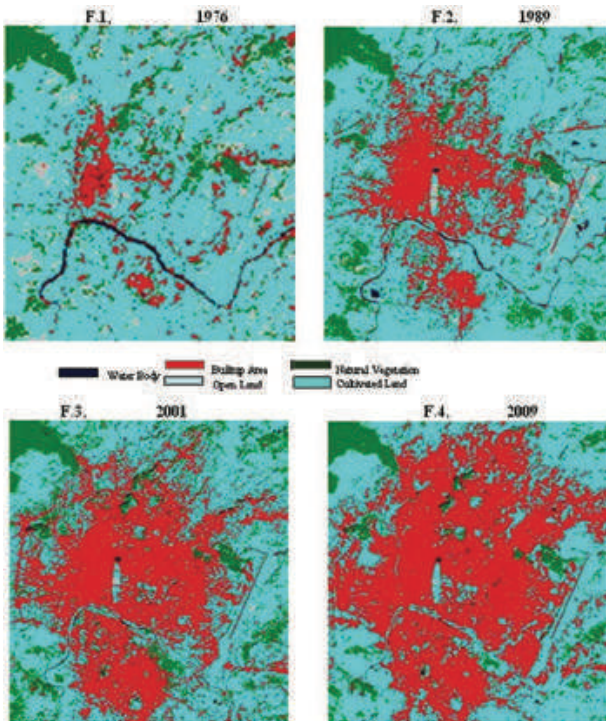 F.1. 1976
F.2. 1989
Water Body
Builtup Area
Open Land
Natural Vegetation
Cultivated Land
F.3. 2001
F.4. 2009